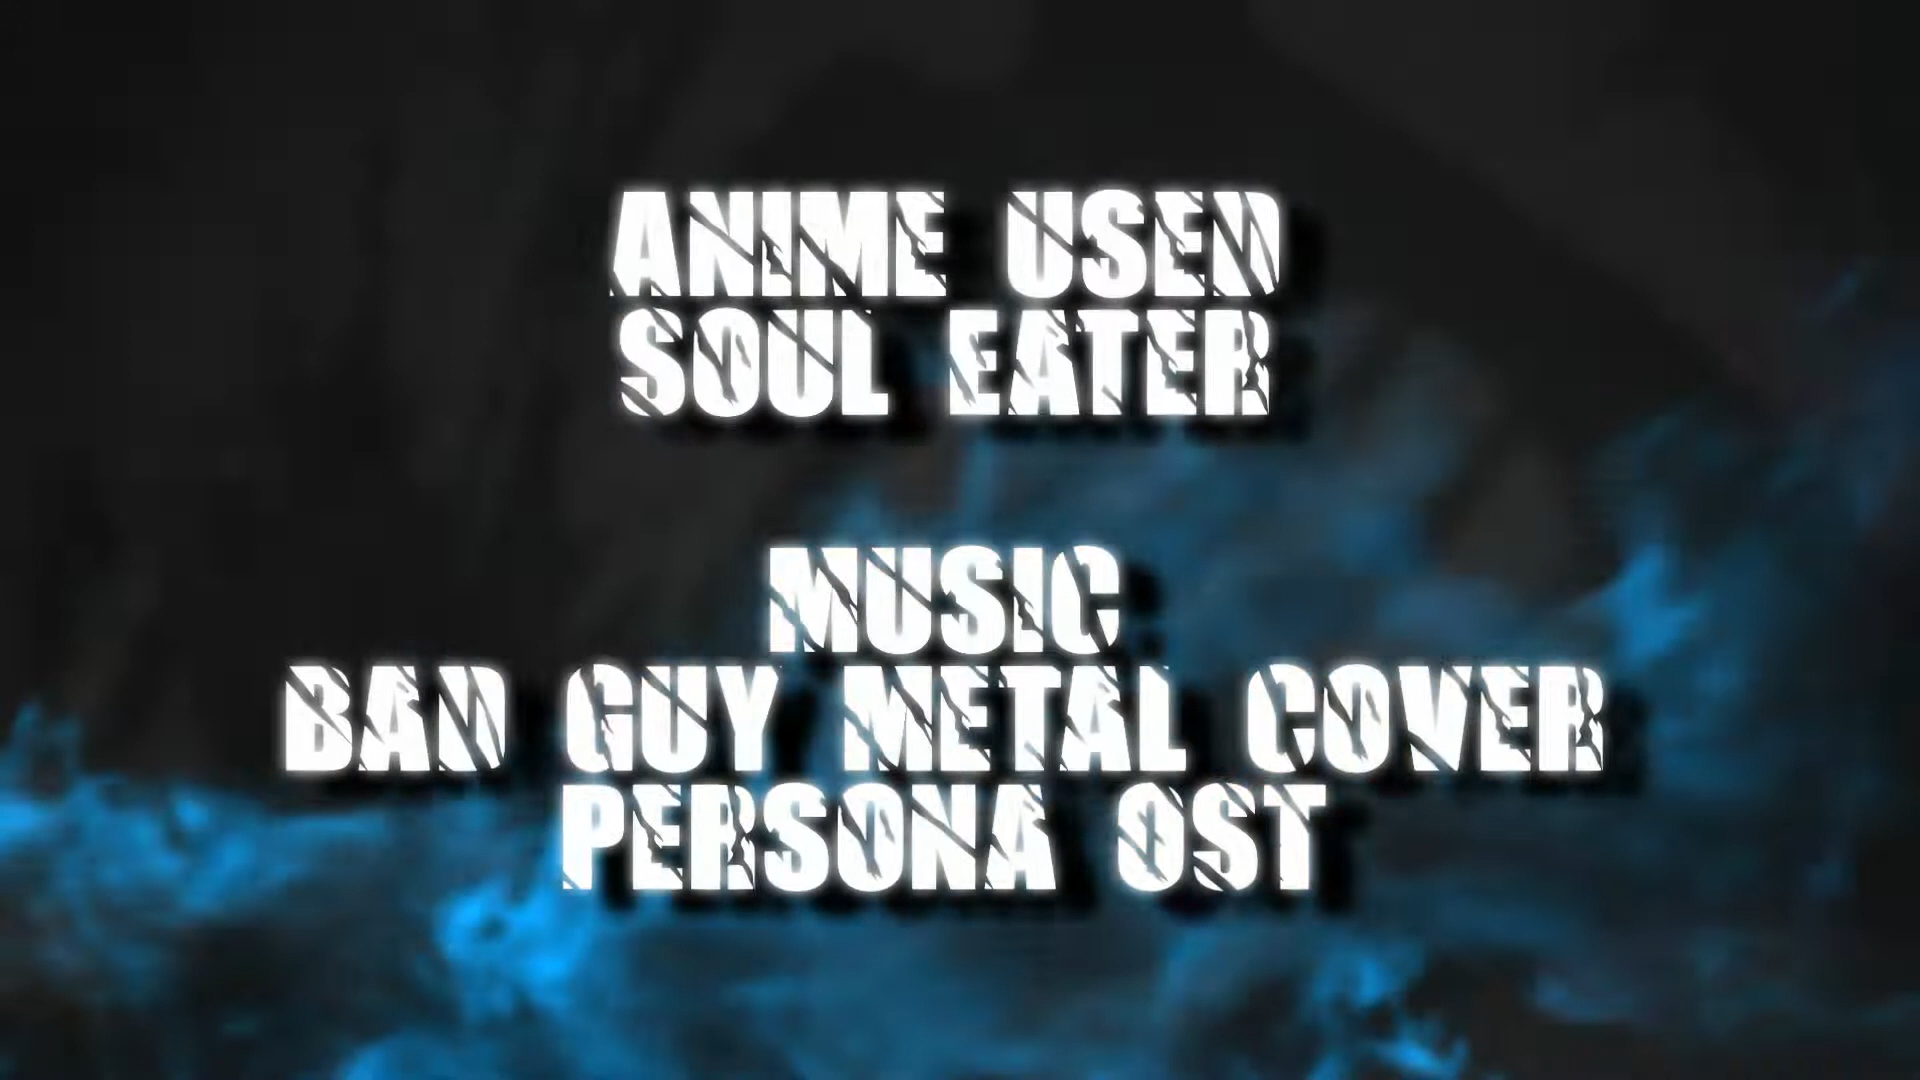 ANIME USED
SOUL EATER
MUSIC
BAD GUY METAL COVER
PERSONA OST